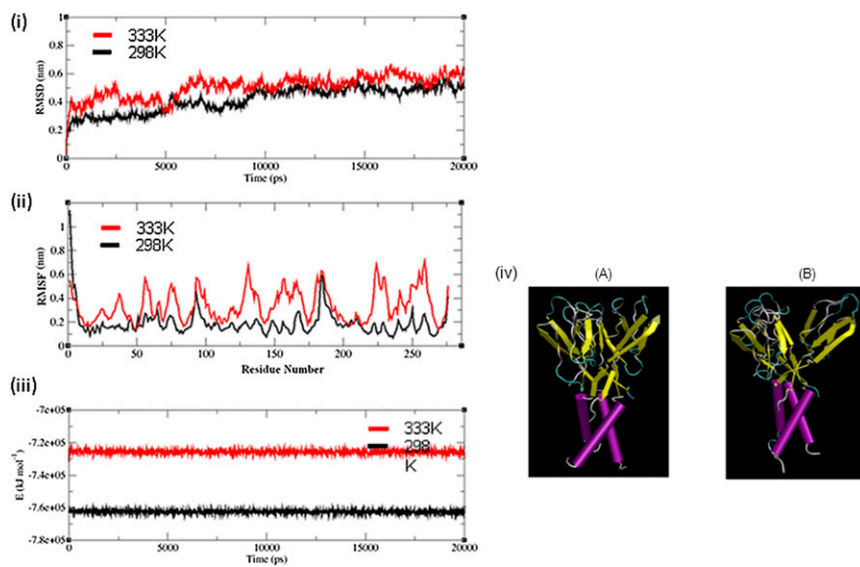 (i)
1
0.8
0.6
0.4
0.2
0
RMSD (nm)
333K
298K
0 5000 10000 15000 20000
Time (ps)
(ii)
1
0.8
0.6
0.4
0.2
0
RMSF (nm)
333K
298K
0 50 100 150 200 250
Residue Number
(iii)
-7e+05
-7.2e+05
-7.4e+05
-7.6e+05
-7.8e+05
E (kJ mol⁻¹)
333K
298
K
0 5000 10000 15000 20000
Time (ps)
(iv)
(A) (B)